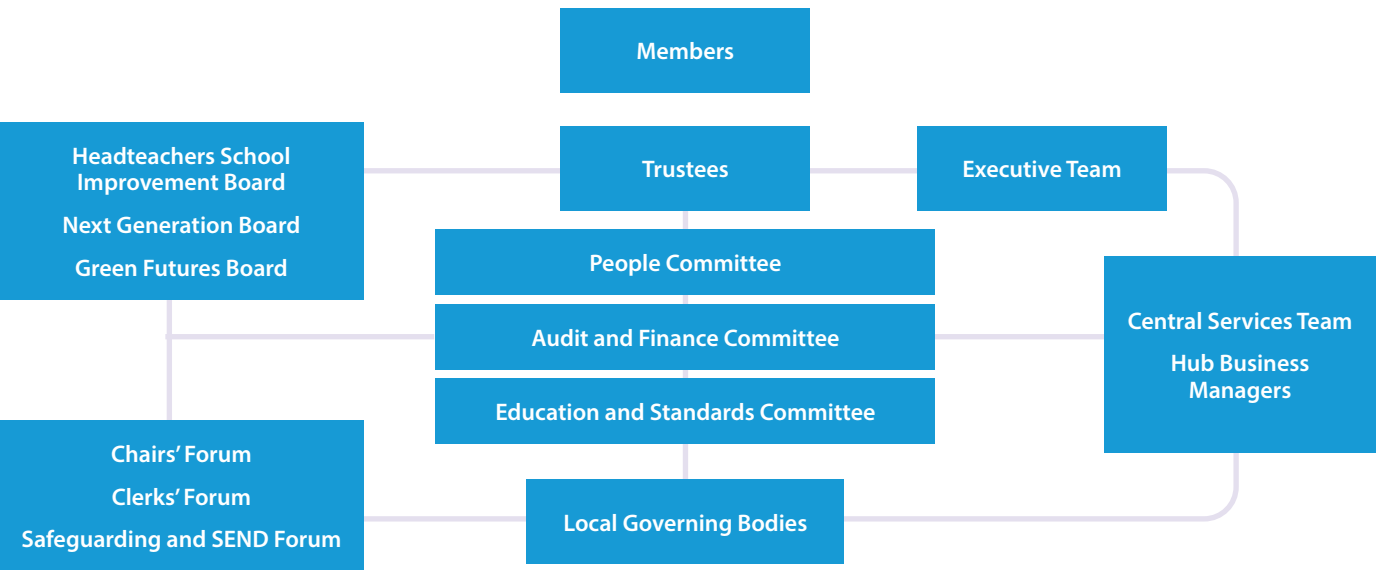 Members
Headteachers School
Improvement Board
Next Generation Board
Green Futures Board
Trustees
Executive Team
People Committee
Audit and Finance Committee
Education and Standards Committee
Central Services Team
Hub Business
Managers
Chairs’ Forum
Clerks’ Forum
Safeguarding and SEND Forum
Local Governing Bodies